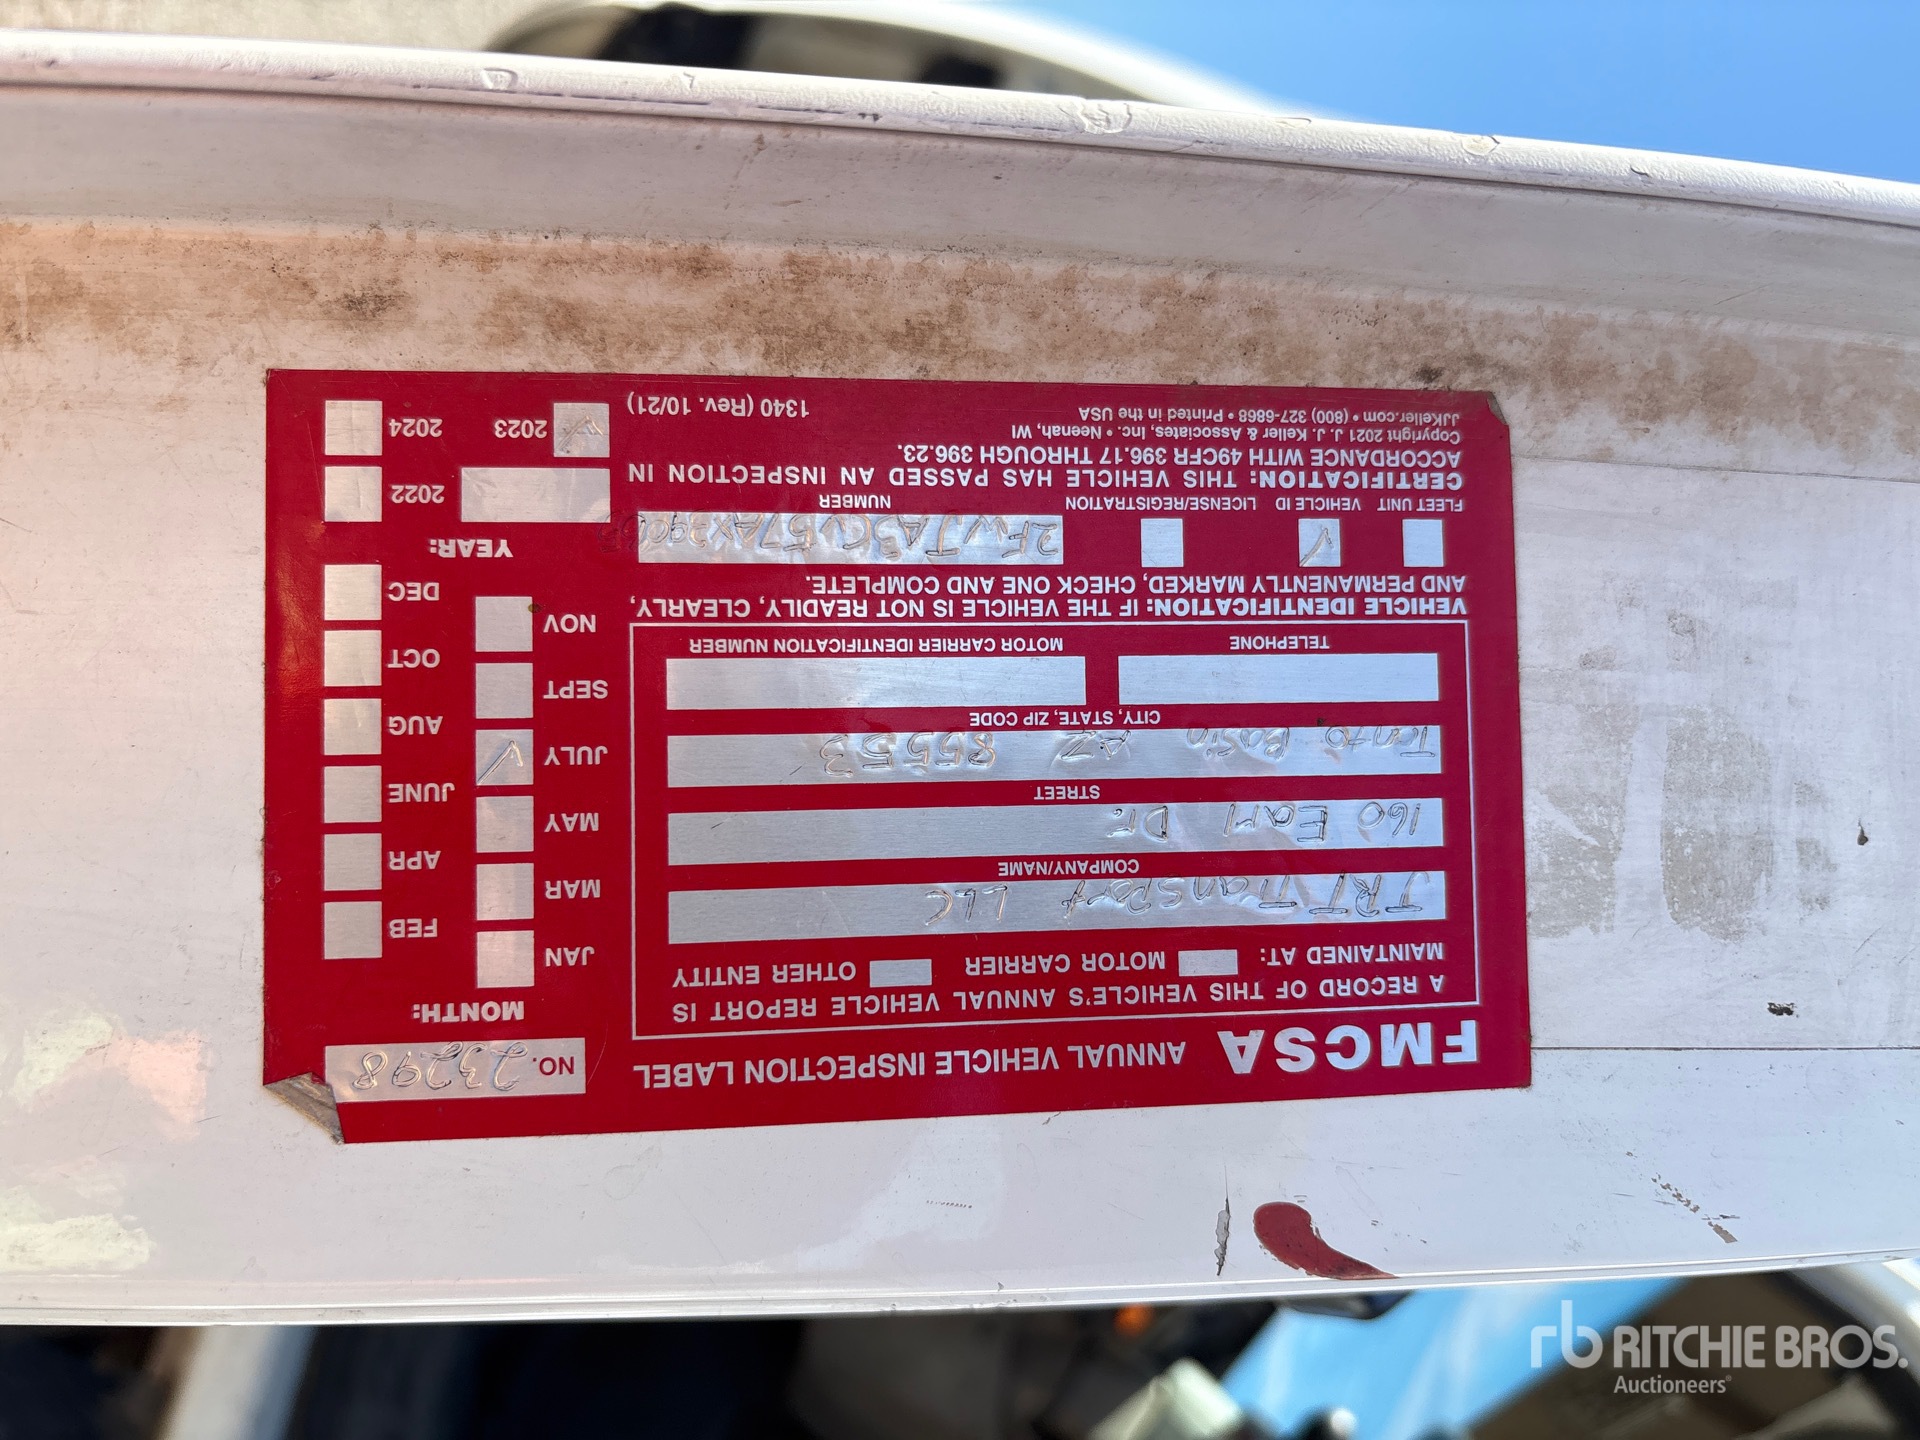 FMCSA ANNUAL VEHICLE INSPECTION LABEL
A RECORD OF THIS VEHICLE'S ANNUAL VEHICLE REPORT IS
MAINTAINED AT: MOTOR CARRIER OTHER ENTITY
JRT Transport LLC
COMPANY/NAME
160 Earl Dr.
STREET
Tonto Basin AZ 85553
CITY, STATE, ZIP CODE
TELEPHONE MOTOR CARRIER IDENTIFICATION NUMBER
VEHICLE IDENTIFICATION: IF THE VEHICLE IS NOT READILY, CLEARLY,
AND PERMANENTLY MARKED, CHECK ONE AND COMPLETE.
FLEET UNIT VEHICLE ID LICENSE/REGISTRATION NUMBER
CERTIFICATION: THIS VEHICLE HAS PASSED AN INSPECTION IN
ACCORDANCE WITH 49CFR 396.17 THROUGH 396.23.
Copyright 2021 J. J. Keller & Associates, Inc. • Neenah, WI
JJKeller.com • (800) 327-6868 • Printed in the USA
1340 (Rev. 10/21)
NO. 23298
MONTH:
JAN FEB
MAR APR
MAY JUNE
JULY AUG
SEPT OCT
NOV DEC
YEAR:
2022
2023 2024
rb RITCHIE BROS.
Auctioneers